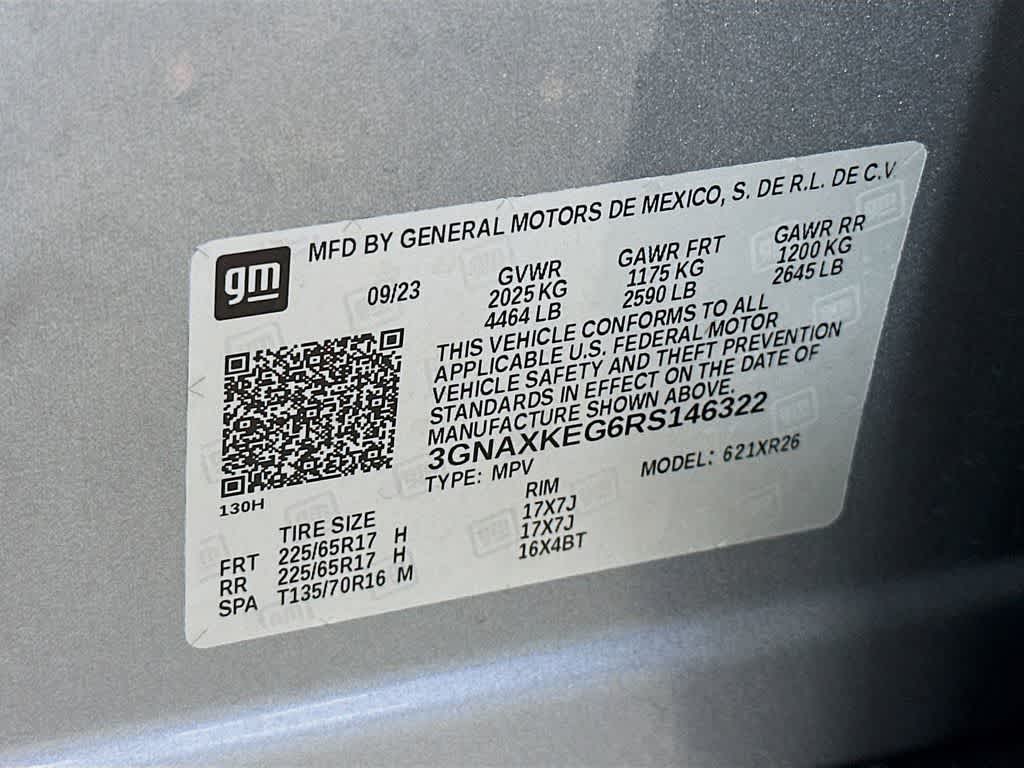 gm
MFD BY GENERAL MOTORS DE MEXICO, S. DE R.L. DE C.V
09/23
GVWR
2025 KG
4464 LB
GAWR FRT
1175 KG
2590 LB
GAWR RR
1200 KG
2645 LB
THIS VEHICLE CONFORMS TO ALL
APPLICABLE U.S. FEDERAL MOTOR
VEHICLE SAFETY AND THEFT PREVENTION
STANDARDS IN EFFECT ON THE DATE OF
MANUFACTURE SHOWN ABOVE.
3GNAXKEG6RS146322
TYPE: MPV MODEL: 621XR26
130H
TIRE SIZE RIM
FRT 225/65R17 H 17X7J
RR 225/65R17 H 17X7J
SPA T135/70R16 M 16X4BT